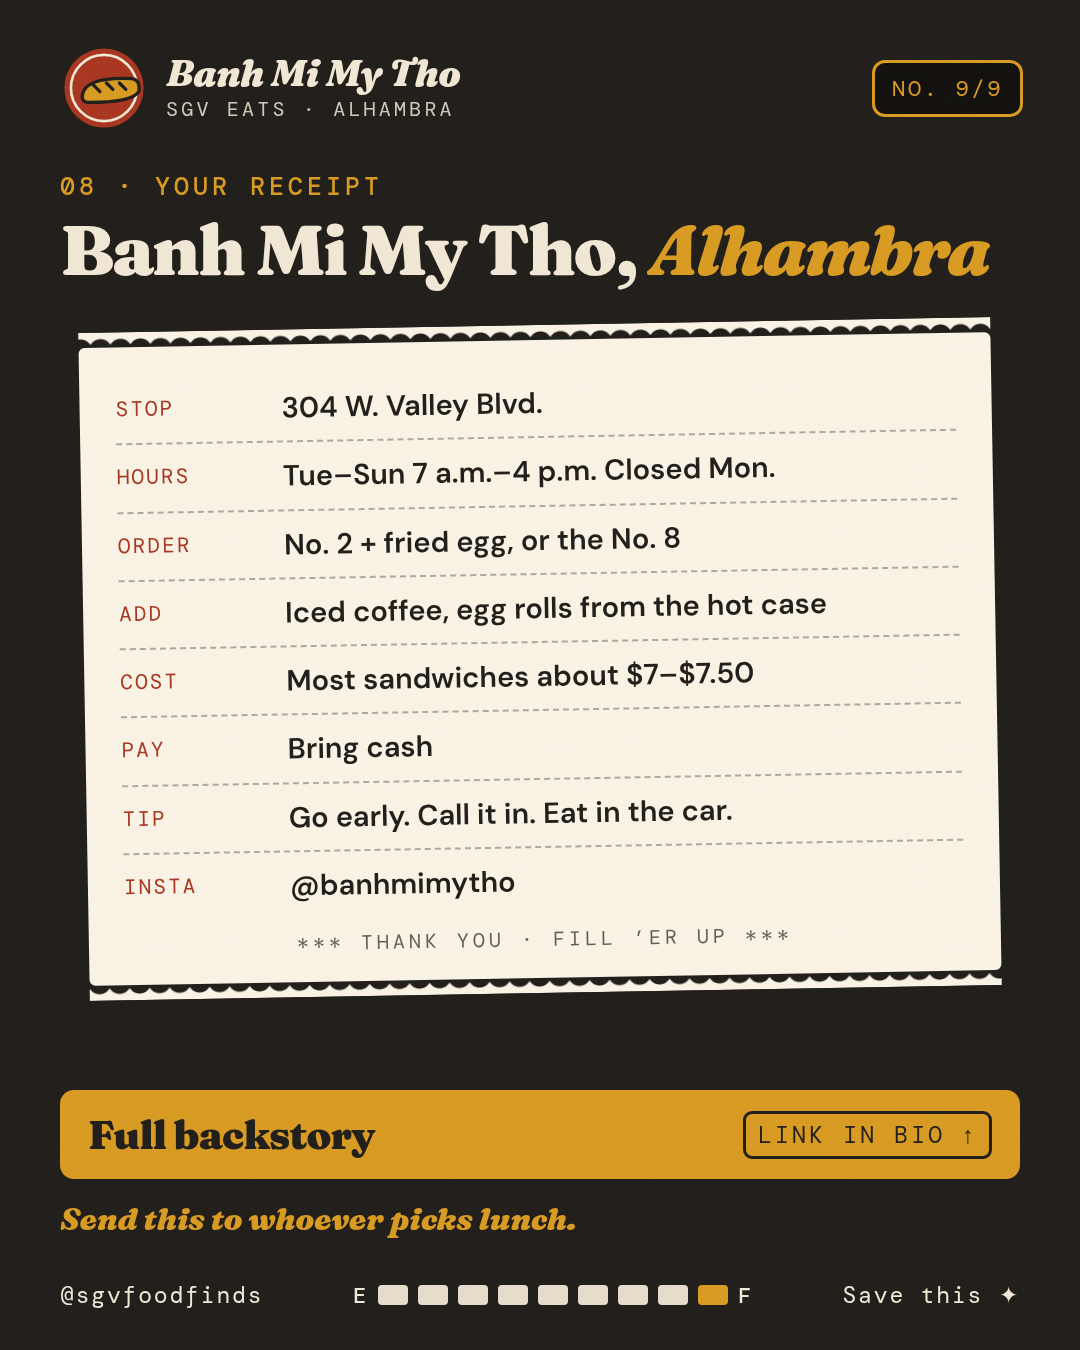 Banh Mi My Tho
SGV EATS · ALHAMBRA
NO. 9/9
08 · YOUR RECEIPT
Banh Mi My Tho, Alhambra
STOP 304 W. Valley Blvd.
HOURS Tue–Sun 7 a.m.–4 p.m. Closed Mon.
ORDER No. 2 + fried egg, or the No. 8
ADD Iced coffee, egg rolls from the hot case
COST Most sandwiches about $7–$7.50
PAY Bring cash
TIP Go early. Call it in. Eat in the car.
INSTA @banhmimytho
*** THANK YOU · FILL ’ER UP ***
Full backstory
LINK IN BIO ↑
Send this to whoever picks lunch.
@sgvfoodfinds
E F
Save this ✦